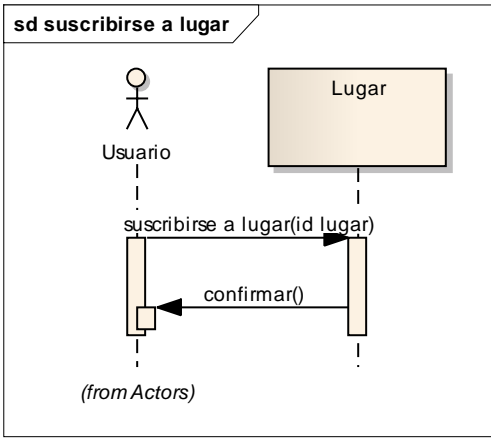 sd suscribirse a lugar
Usuario
Lugar
suscribirse a lugar(id lugar)
confirmar()
(from Actors)